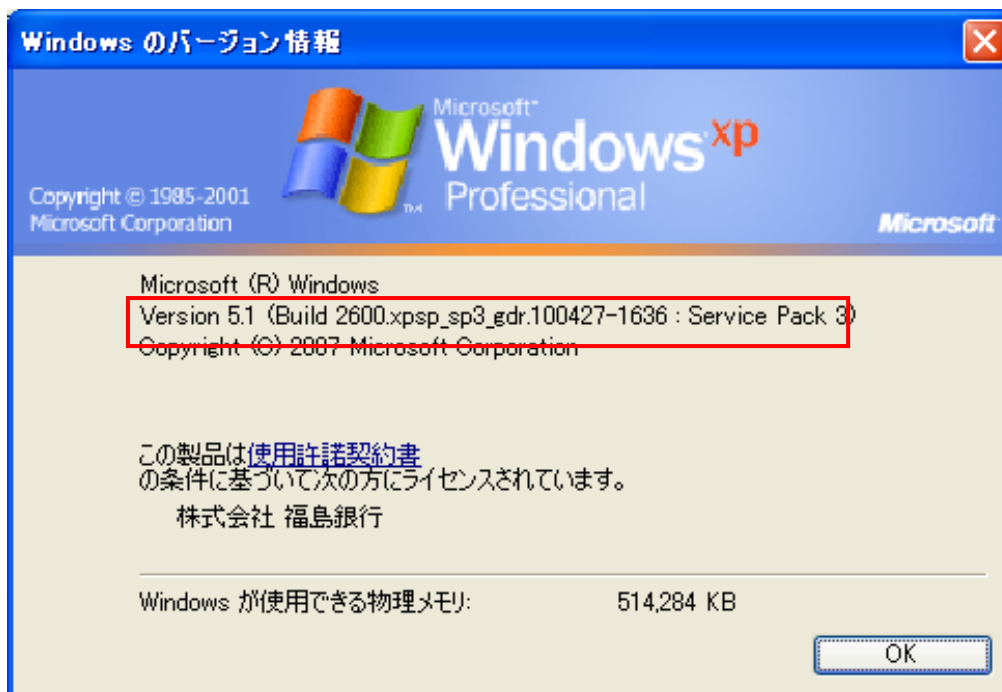 Windows のバージョン情報
Microsoft
Windows xp
Professional
Copyright © 1985-2001
Microsoft Corporation
Microsoft
Microsoft (R) Windows
Version 5.1 (Build 2600.xpsp_sp3_gdr.100427-1636 : Service Pack 3)
Copyright (C) 2007 Microsoft Corporation
この製品は使用許諾契約書
の条件に基づいて次の方にライセンスされています。
株式会社 福島銀行
Windows が使用できる物理メモリ: 514,284 KB
OK